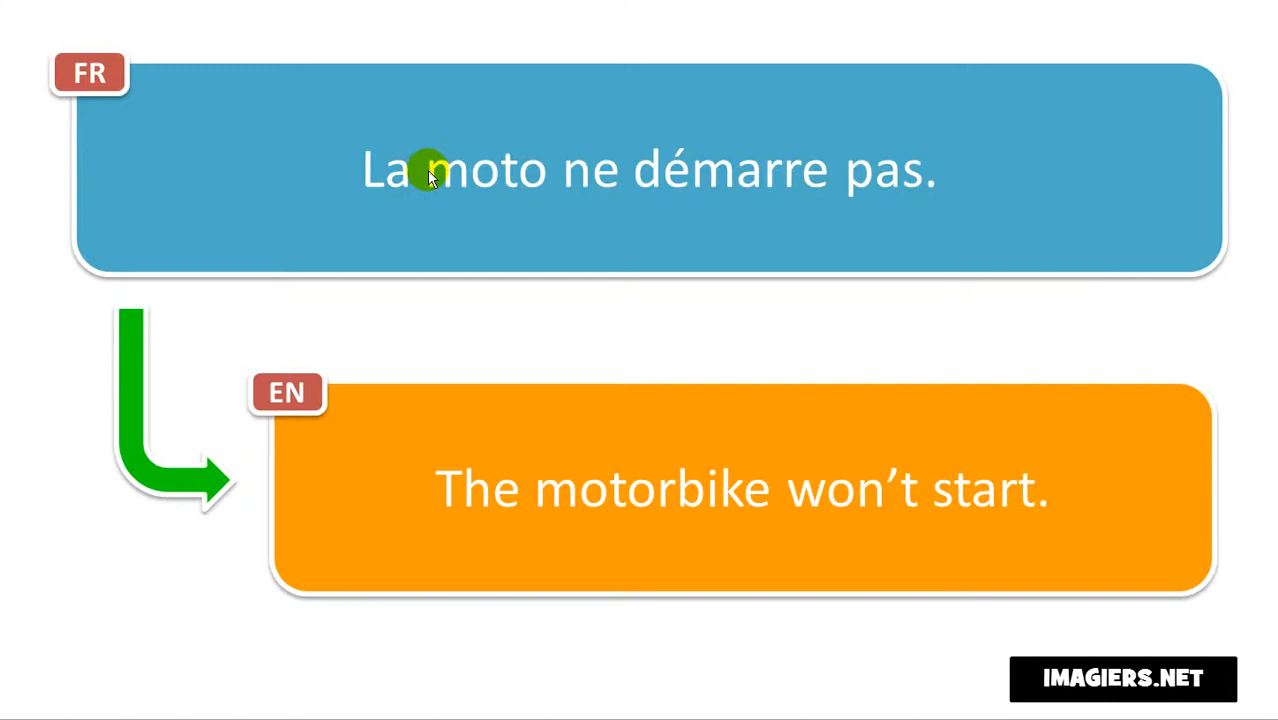 FR
La moto ne démarre pas.
EN
The motorbike won’t start.
IMAGIERS.NET